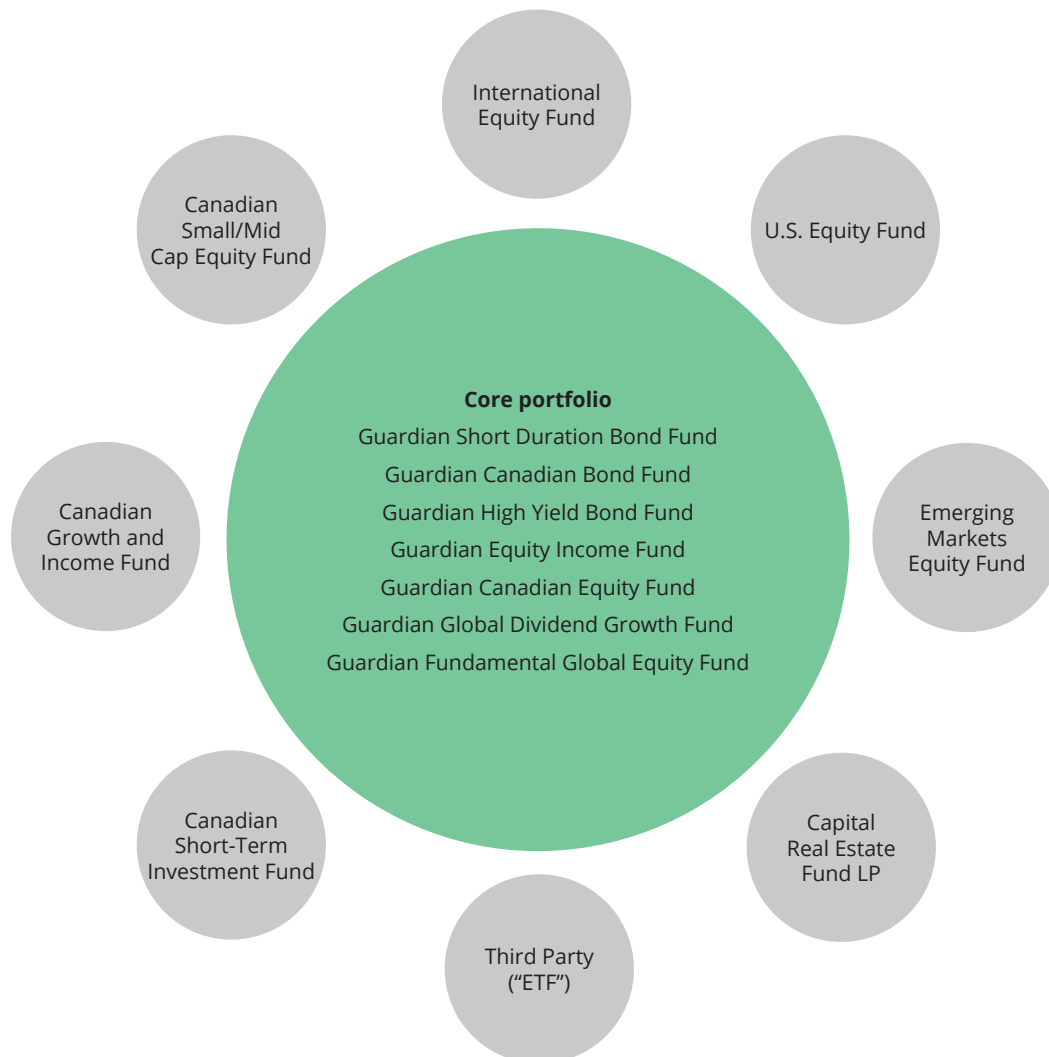 International
Equity Fund
Canadian
Small/Mid
Cap Equity Fund
U.S. Equity Fund
Core portfolio
Guardian Short Duration Bond Fund
Guardian Canadian Bond Fund
Guardian High Yield Bond Fund
Guardian Equity Income Fund
Guardian Canadian Equity Fund
Guardian Global Dividend Growth Fund
Guardian Fundamental Global Equity Fund
Canadian
Growth and
Income Fund
Emerging
Markets
Equity Fund
Canadian
Short-Term
Investment Fund
Capital
Real Estate
Fund LP
Third Party
(“ETF”)